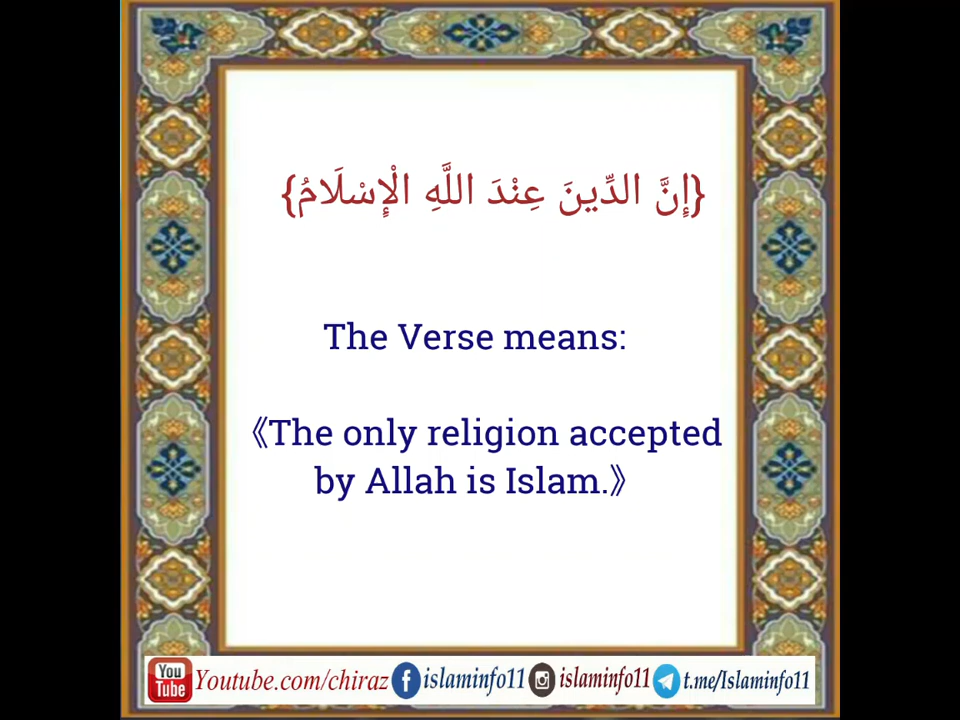 {إِنَّ الدِّينَ عِنْدَ اللَّهِ الْإِسْلَامُ}
The Verse means:
《The only religion accepted
by Allah is Islam.》
You Tube Youtube.com/chiraz f islaminfo11 islaminfo11 t.me/Islaminfo11